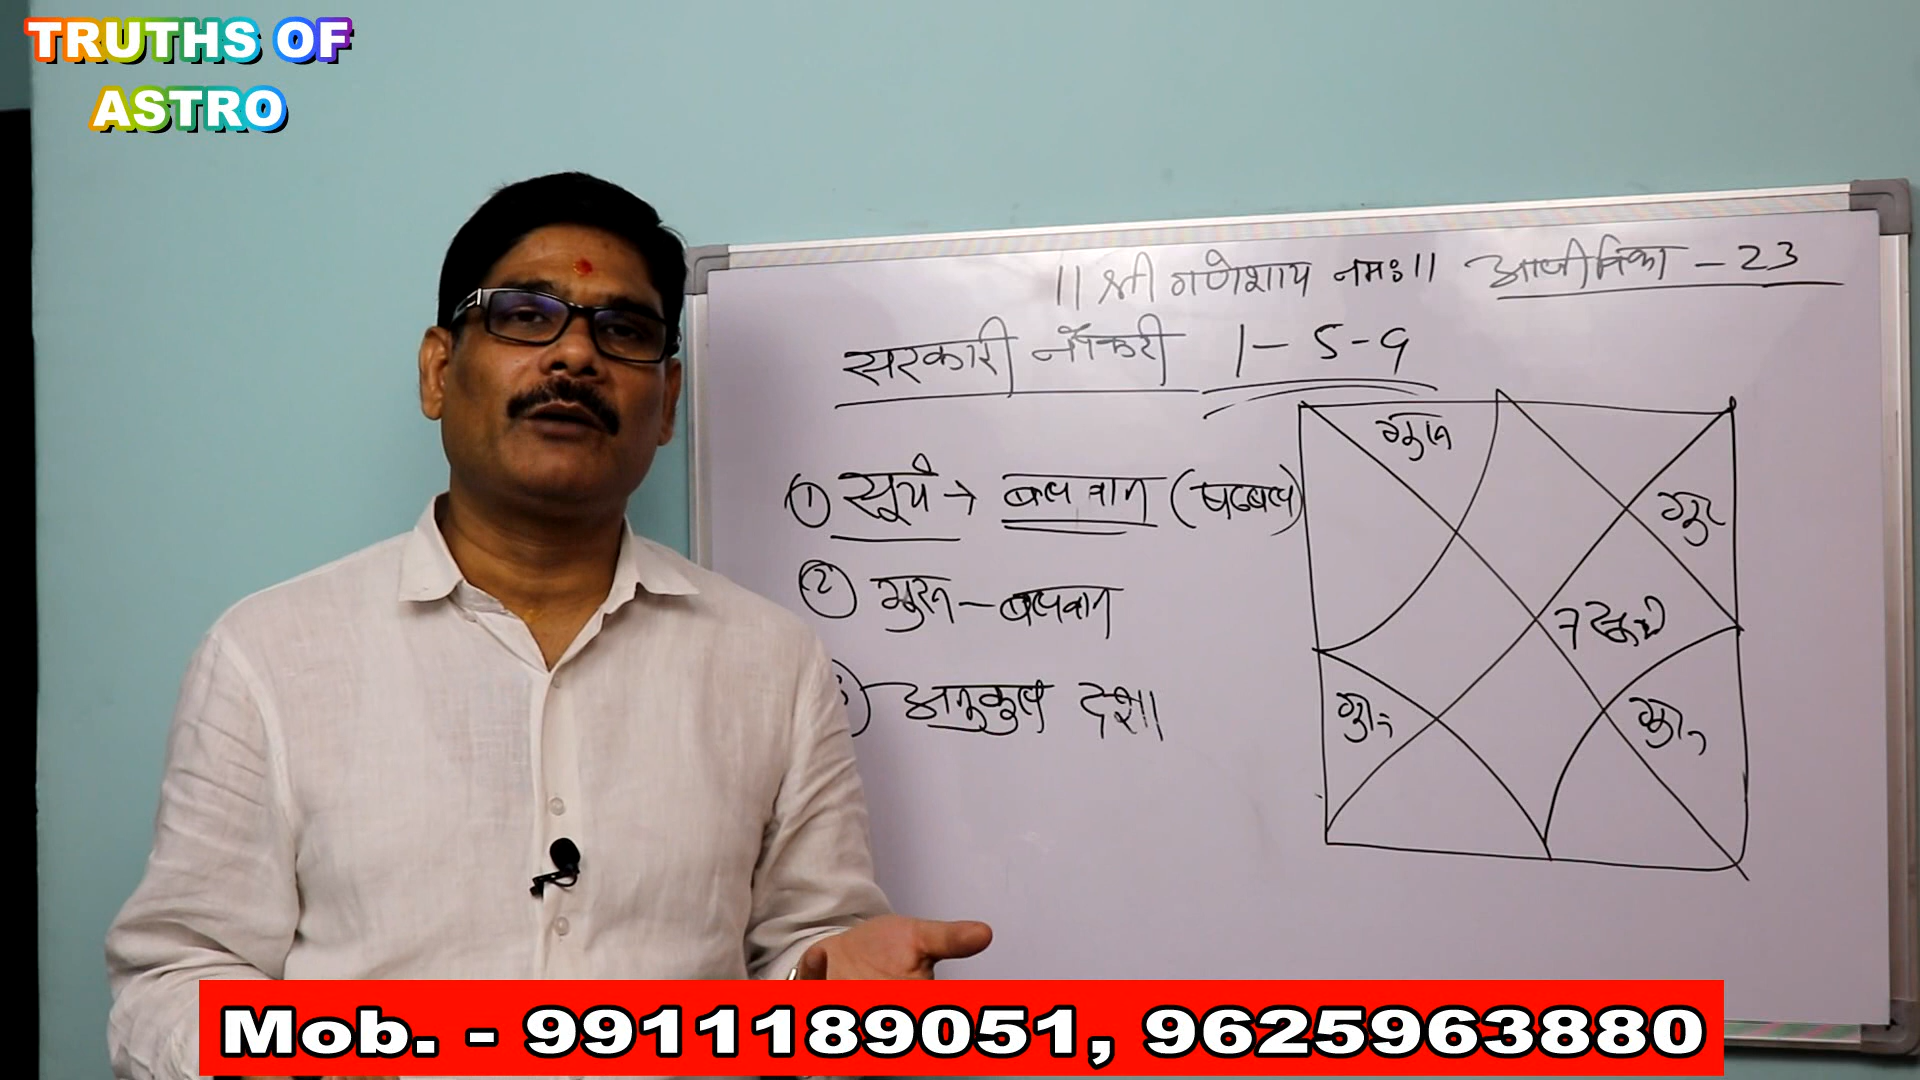 TRUTHS OF
ASTRO
॥ श्री गणेशाय नमः ॥ आजीविका - 23
सरकारी नौकरी 1-5-9
① सूर्य → बलवान (षड्बल)
② गुरू - बलवान
अनुकूल दशा
गुरू
गुरू
7 सूर्य
गुरू
गुरू
Mob. - 9911189051, 9625963880